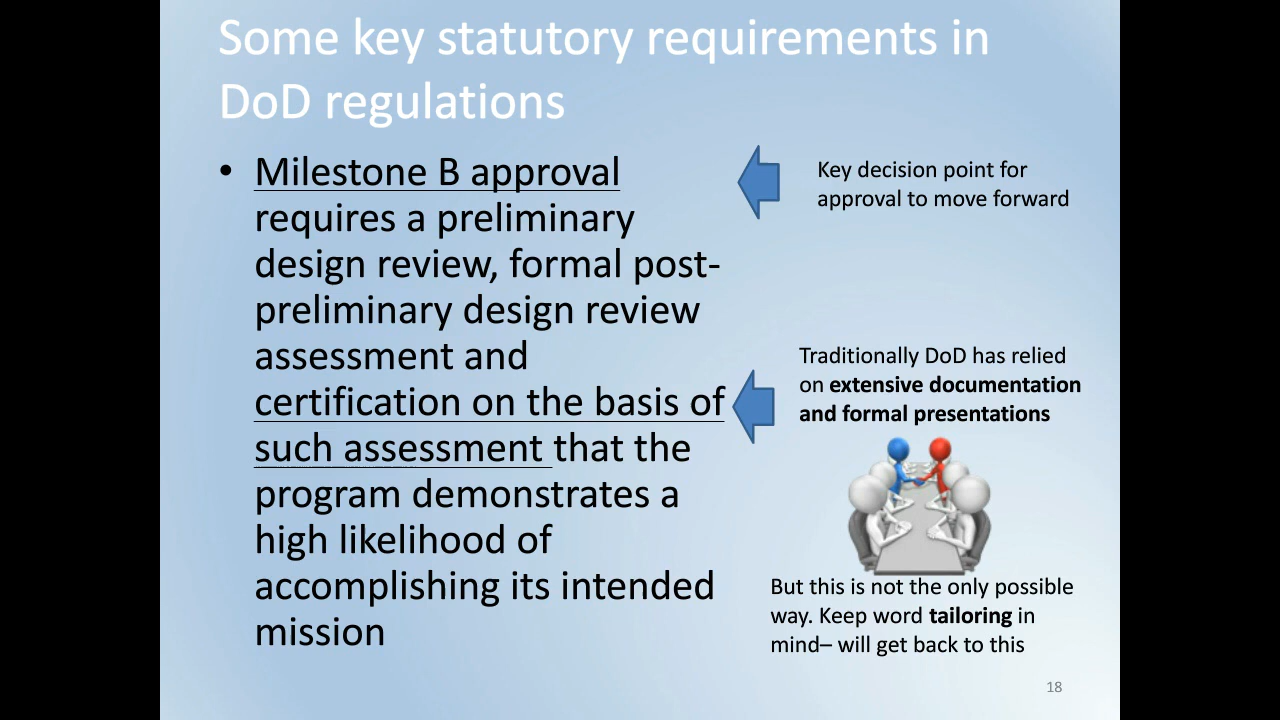 Some key statutory requirements in
DoD regulations
• Milestone B approval
requires a preliminary
design review, formal post-
preliminary design review
assessment and
certification on the basis of
such assessment that the
program demonstrates a
high likelihood of
accomplishing its intended
mission
Key decision point for
approval to move forward
Traditionally DoD has relied
on extensive documentation
and formal presentations
But this is not the only possible
way. Keep word tailoring in
mind– will get back to this
18